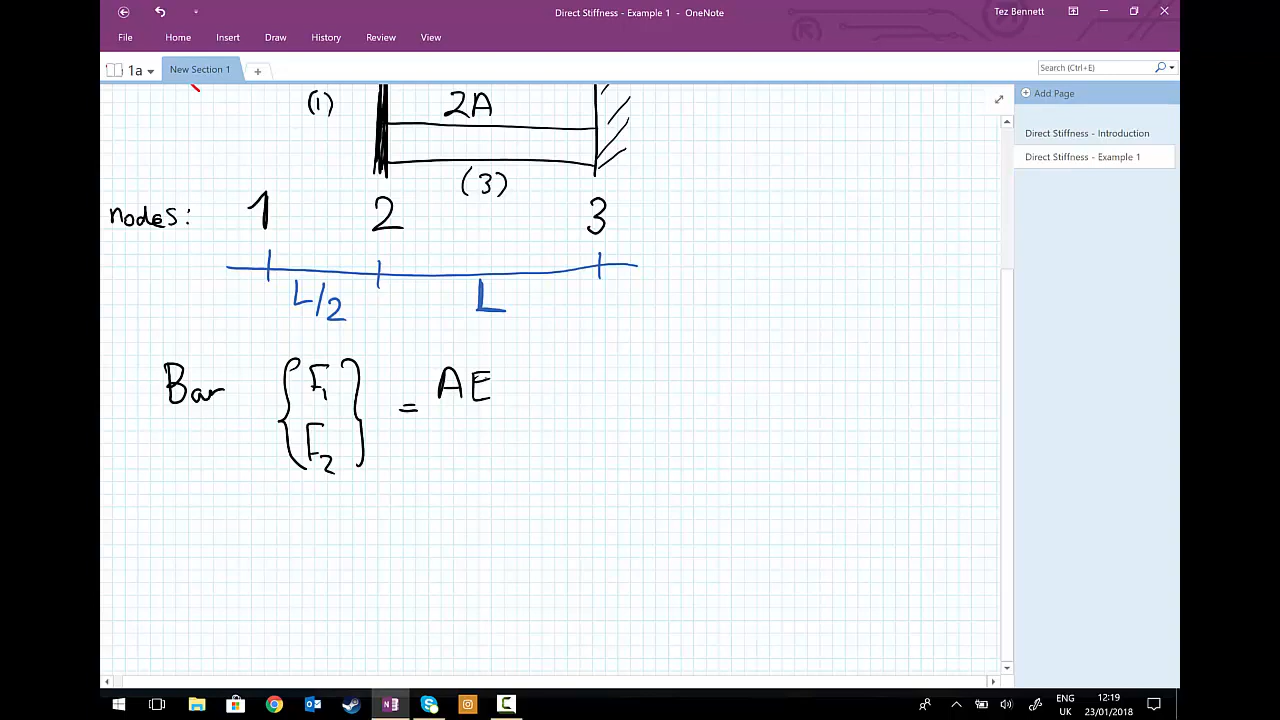 Direct Stiffness - Example 1 - OneNote
Tez Bennett
File Home Insert Draw History Review View
1a
New Section 1
+
Search (Ctrl+E)
Add Page
Direct Stiffness - Introduction
Direct Stiffness - Example 1
(1)
2A
(3)
nodes: 1 2 3
L/2 L
Bar { F1 F2 } = AE
ENG
UK
12:19
23/01/2018